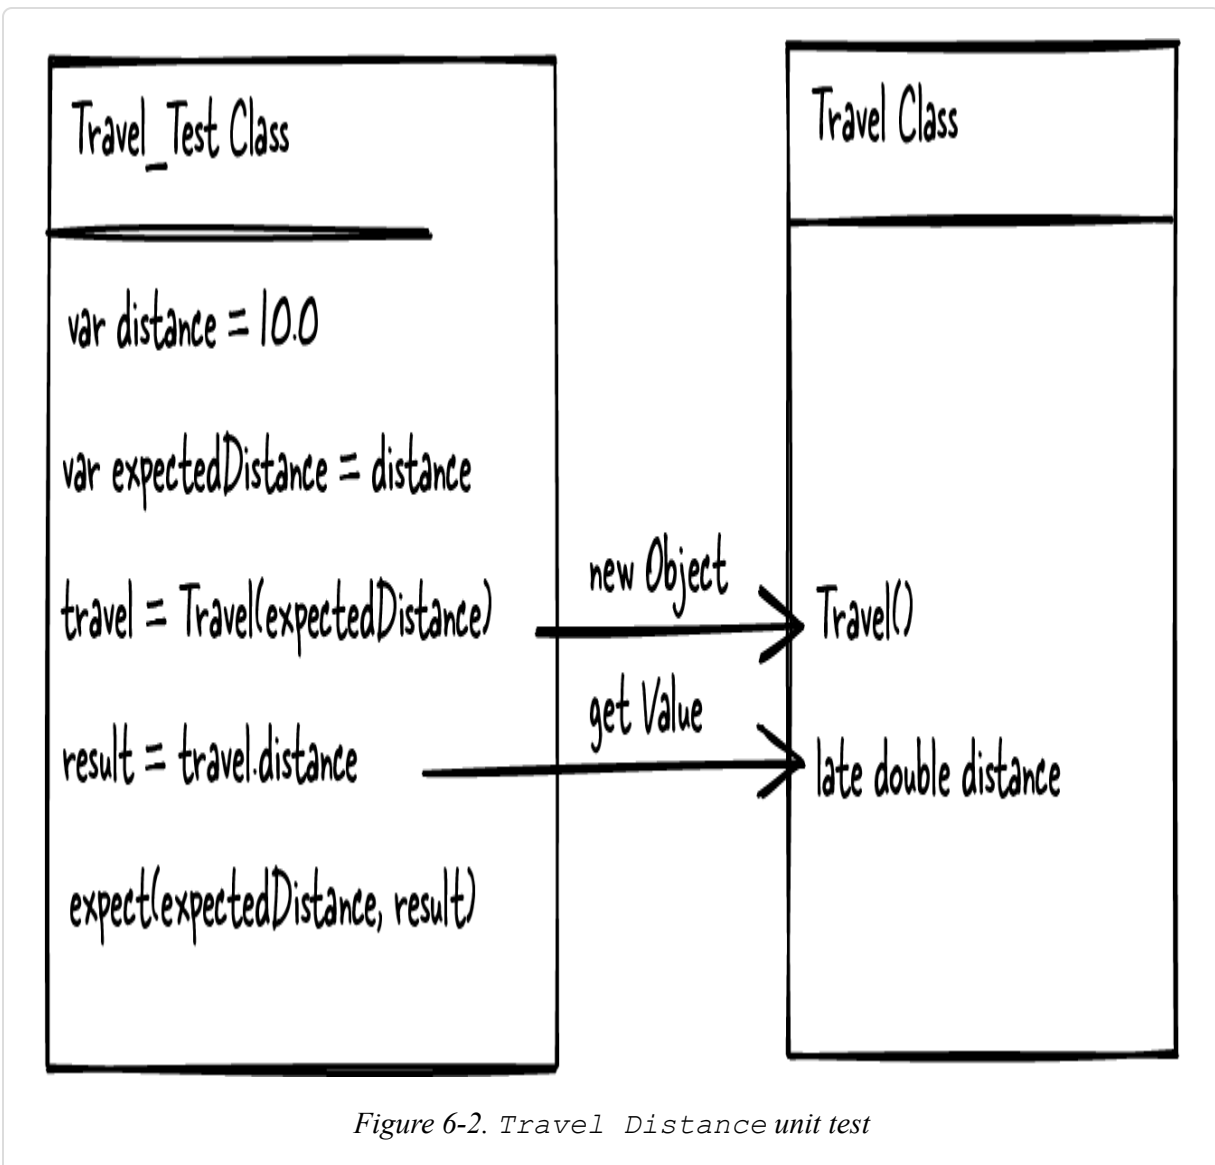 Travel_Test Class
var distance = 10.0
var expectedDistance = distance
travel = Travel(expectedDistance)
result = travel.distance
expect(expectedDistance, result)
new Object
get Value
Travel Class
Travel()
late double distance
Figure 6-2. Travel Distance unit test